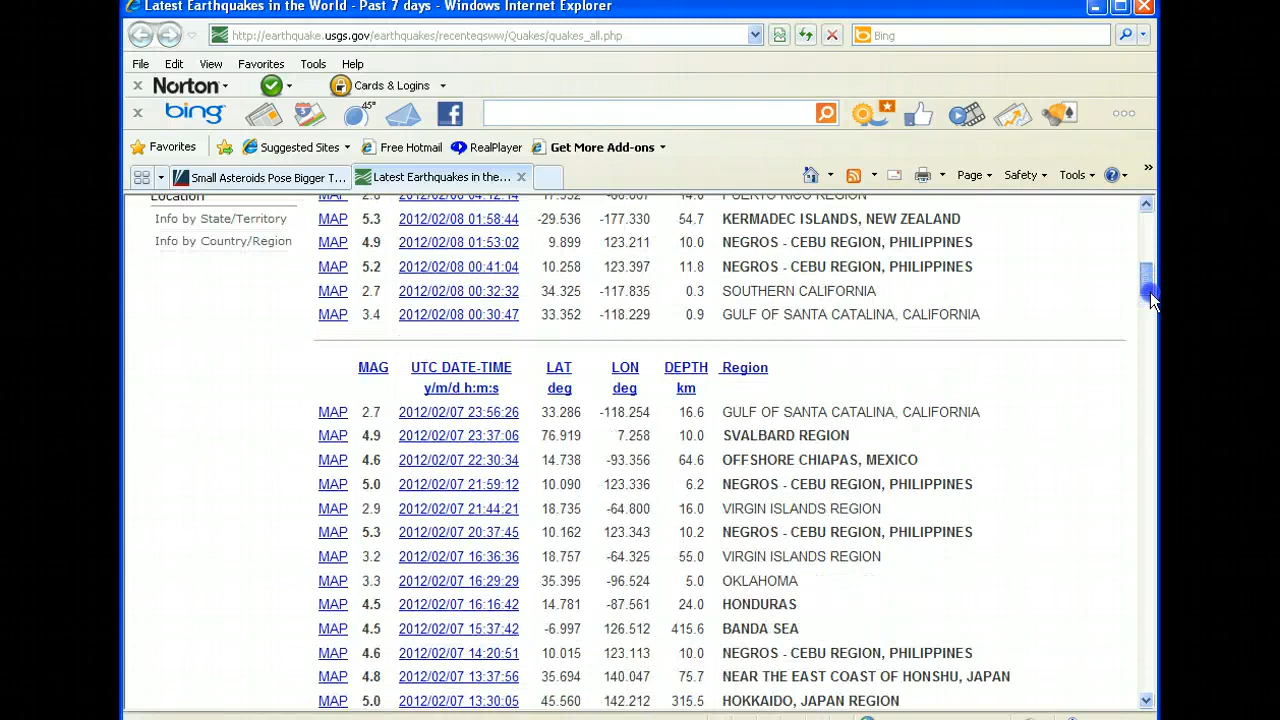 Latest Earthquakes in the World - Past 7 days - Windows Internet Explorer
http://earthquake.usgs.gov/earthquakes/recenteqsww/Quakes/quakes_all.php
Bing
File Edit View Favorites Tools Help
Norton Cards & Logins
bing 45°
Favorites Suggested Sites Free Hotmail RealPlayer Get More Add-ons
Small Asteroids Pose Bigger T... Latest Earthquakes in the... Page Safety Tools
Location
Info by State/Territory
Info by Country/Region
PUERTO RICO REGION
MAP 5.3 2012/02/08 01:58:44 -29.536 -177.330 54.7 KERMADEC ISLANDS, NEW ZEALAND
MAP 4.9 2012/02/08 01:53:02 9.899 123.211 10.0 NEGROS - CEBU REGION, PHILIPPINES
MAP 5.2 2012/02/08 00:41:04 10.258 123.397 11.8 NEGROS - CEBU REGION, PHILIPPINES
MAP 2.7 2012/02/08 00:32:32 34.325 -117.835 0.3 SOUTHERN CALIFORNIA
MAP 3.4 2012/02/08 00:30:47 33.352 -118.229 0.9 GULF OF SANTA CATALINA, CALIFORNIA
MAG UTC DATE-TIME LAT LON DEPTH Region
y/m/d h:m:s deg deg km
MAP 2.7 2012/02/07 23:56:26 33.286 -118.254 16.6 GULF OF SANTA CATALINA, CALIFORNIA
MAP 4.9 2012/02/07 23:37:06 76.919 7.258 10.0 SVALBARD REGION
MAP 4.6 2012/02/07 22:30:34 14.738 -93.356 64.6 OFFSHORE CHIAPAS, MEXICO
MAP 5.0 2012/02/07 21:59:12 10.090 123.336 6.2 NEGROS - CEBU REGION, PHILIPPINES
MAP 2.9 2012/02/07 21:44:21 18.735 -64.800 16.0 VIRGIN ISLANDS REGION
MAP 5.3 2012/02/07 20:37:45 10.162 123.343 10.2 NEGROS - CEBU REGION, PHILIPPINES
MAP 3.2 2012/02/07 16:36:36 18.757 -64.325 55.0 VIRGIN ISLANDS REGION
MAP 3.3 2012/02/07 16:29:29 35.395 -96.524 5.0 OKLAHOMA
MAP 4.5 2012/02/07 16:16:42 14.781 -87.561 24.0 HONDURAS
MAP 4.5 2012/02/07 15:37:42 -6.997 126.512 415.6 BANDA SEA
MAP 4.6 2012/02/07 14:20:51 10.015 123.113 10.0 NEGROS - CEBU REGION, PHILIPPINES
MAP 4.8 2012/02/07 13:37:56 35.694 140.047 75.7 NEAR THE EAST COAST OF HONSHU, JAPAN
MAP 5.0 2012/02/07 13:30:05 45.560 142.212 315.5 HOKKAIDO, JAPAN REGION